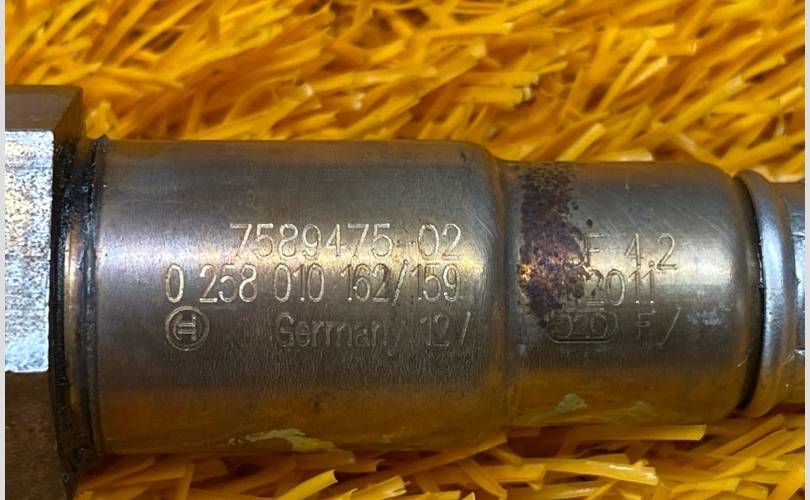 7589475-02
0 258 010 162/159
Germany 12/
F 4.2
2011
F/